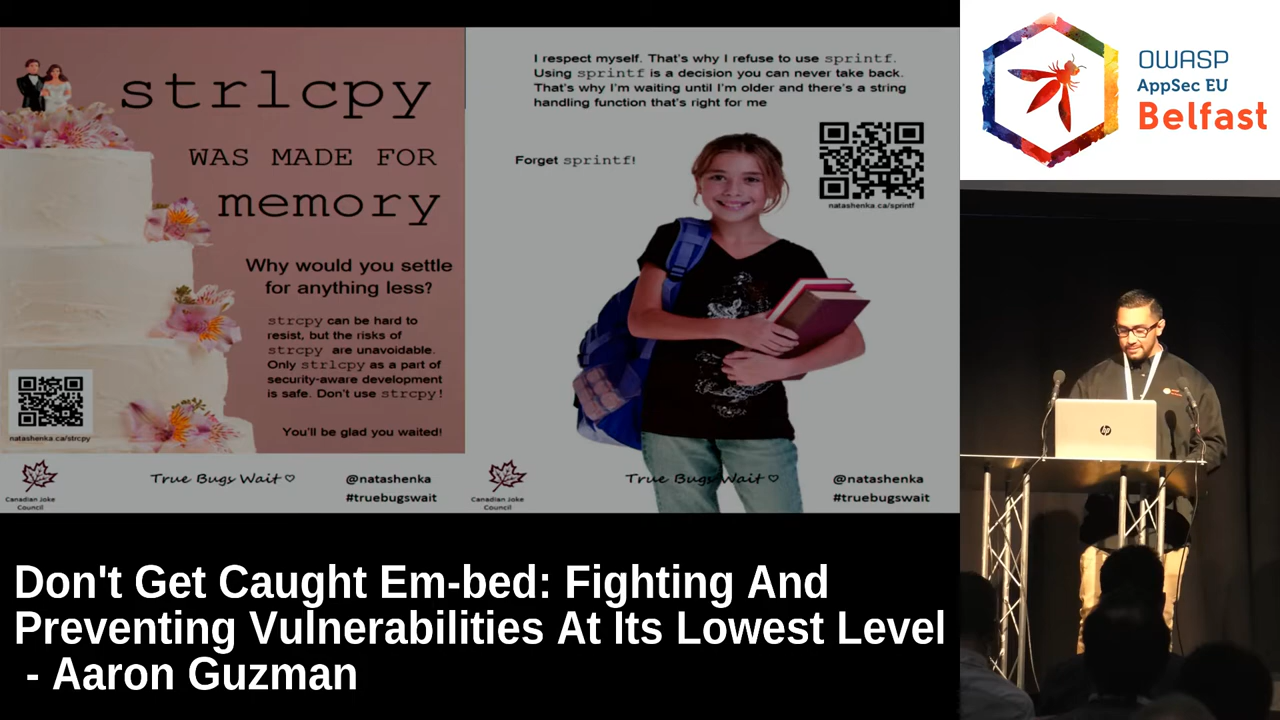 strlcpy
WAS MADE FOR
memory
Why would you settle
for anything less?
strcpy can be hard to
resist, but the risks of
strcpy are unavoidable.
Only strlcpy as a part of
security-aware development
is safe. Don't use strcpy!
You'll be glad you waited!
natashenka.ca/strcpy
Canadian Joke
Council
True Bugs Wait ♡
@natashenka
#truebugswait
I respect myself. That's why I refuse to use sprintf.
Using sprintf is a decision you can never take back.
That's why I'm waiting until I'm older and there's a string
handling function that's right for me
Forget sprintf!
natashenka.ca/sprintf
Canadian Joke
Council
True Bugs Wait ♡
@natashenka
#truebugswait
OWASP
AppSec EU
Belfast
hp
Don't Get Caught Em-bed: Fighting And
Preventing Vulnerabilities At Its Lowest Level
- Aaron Guzman